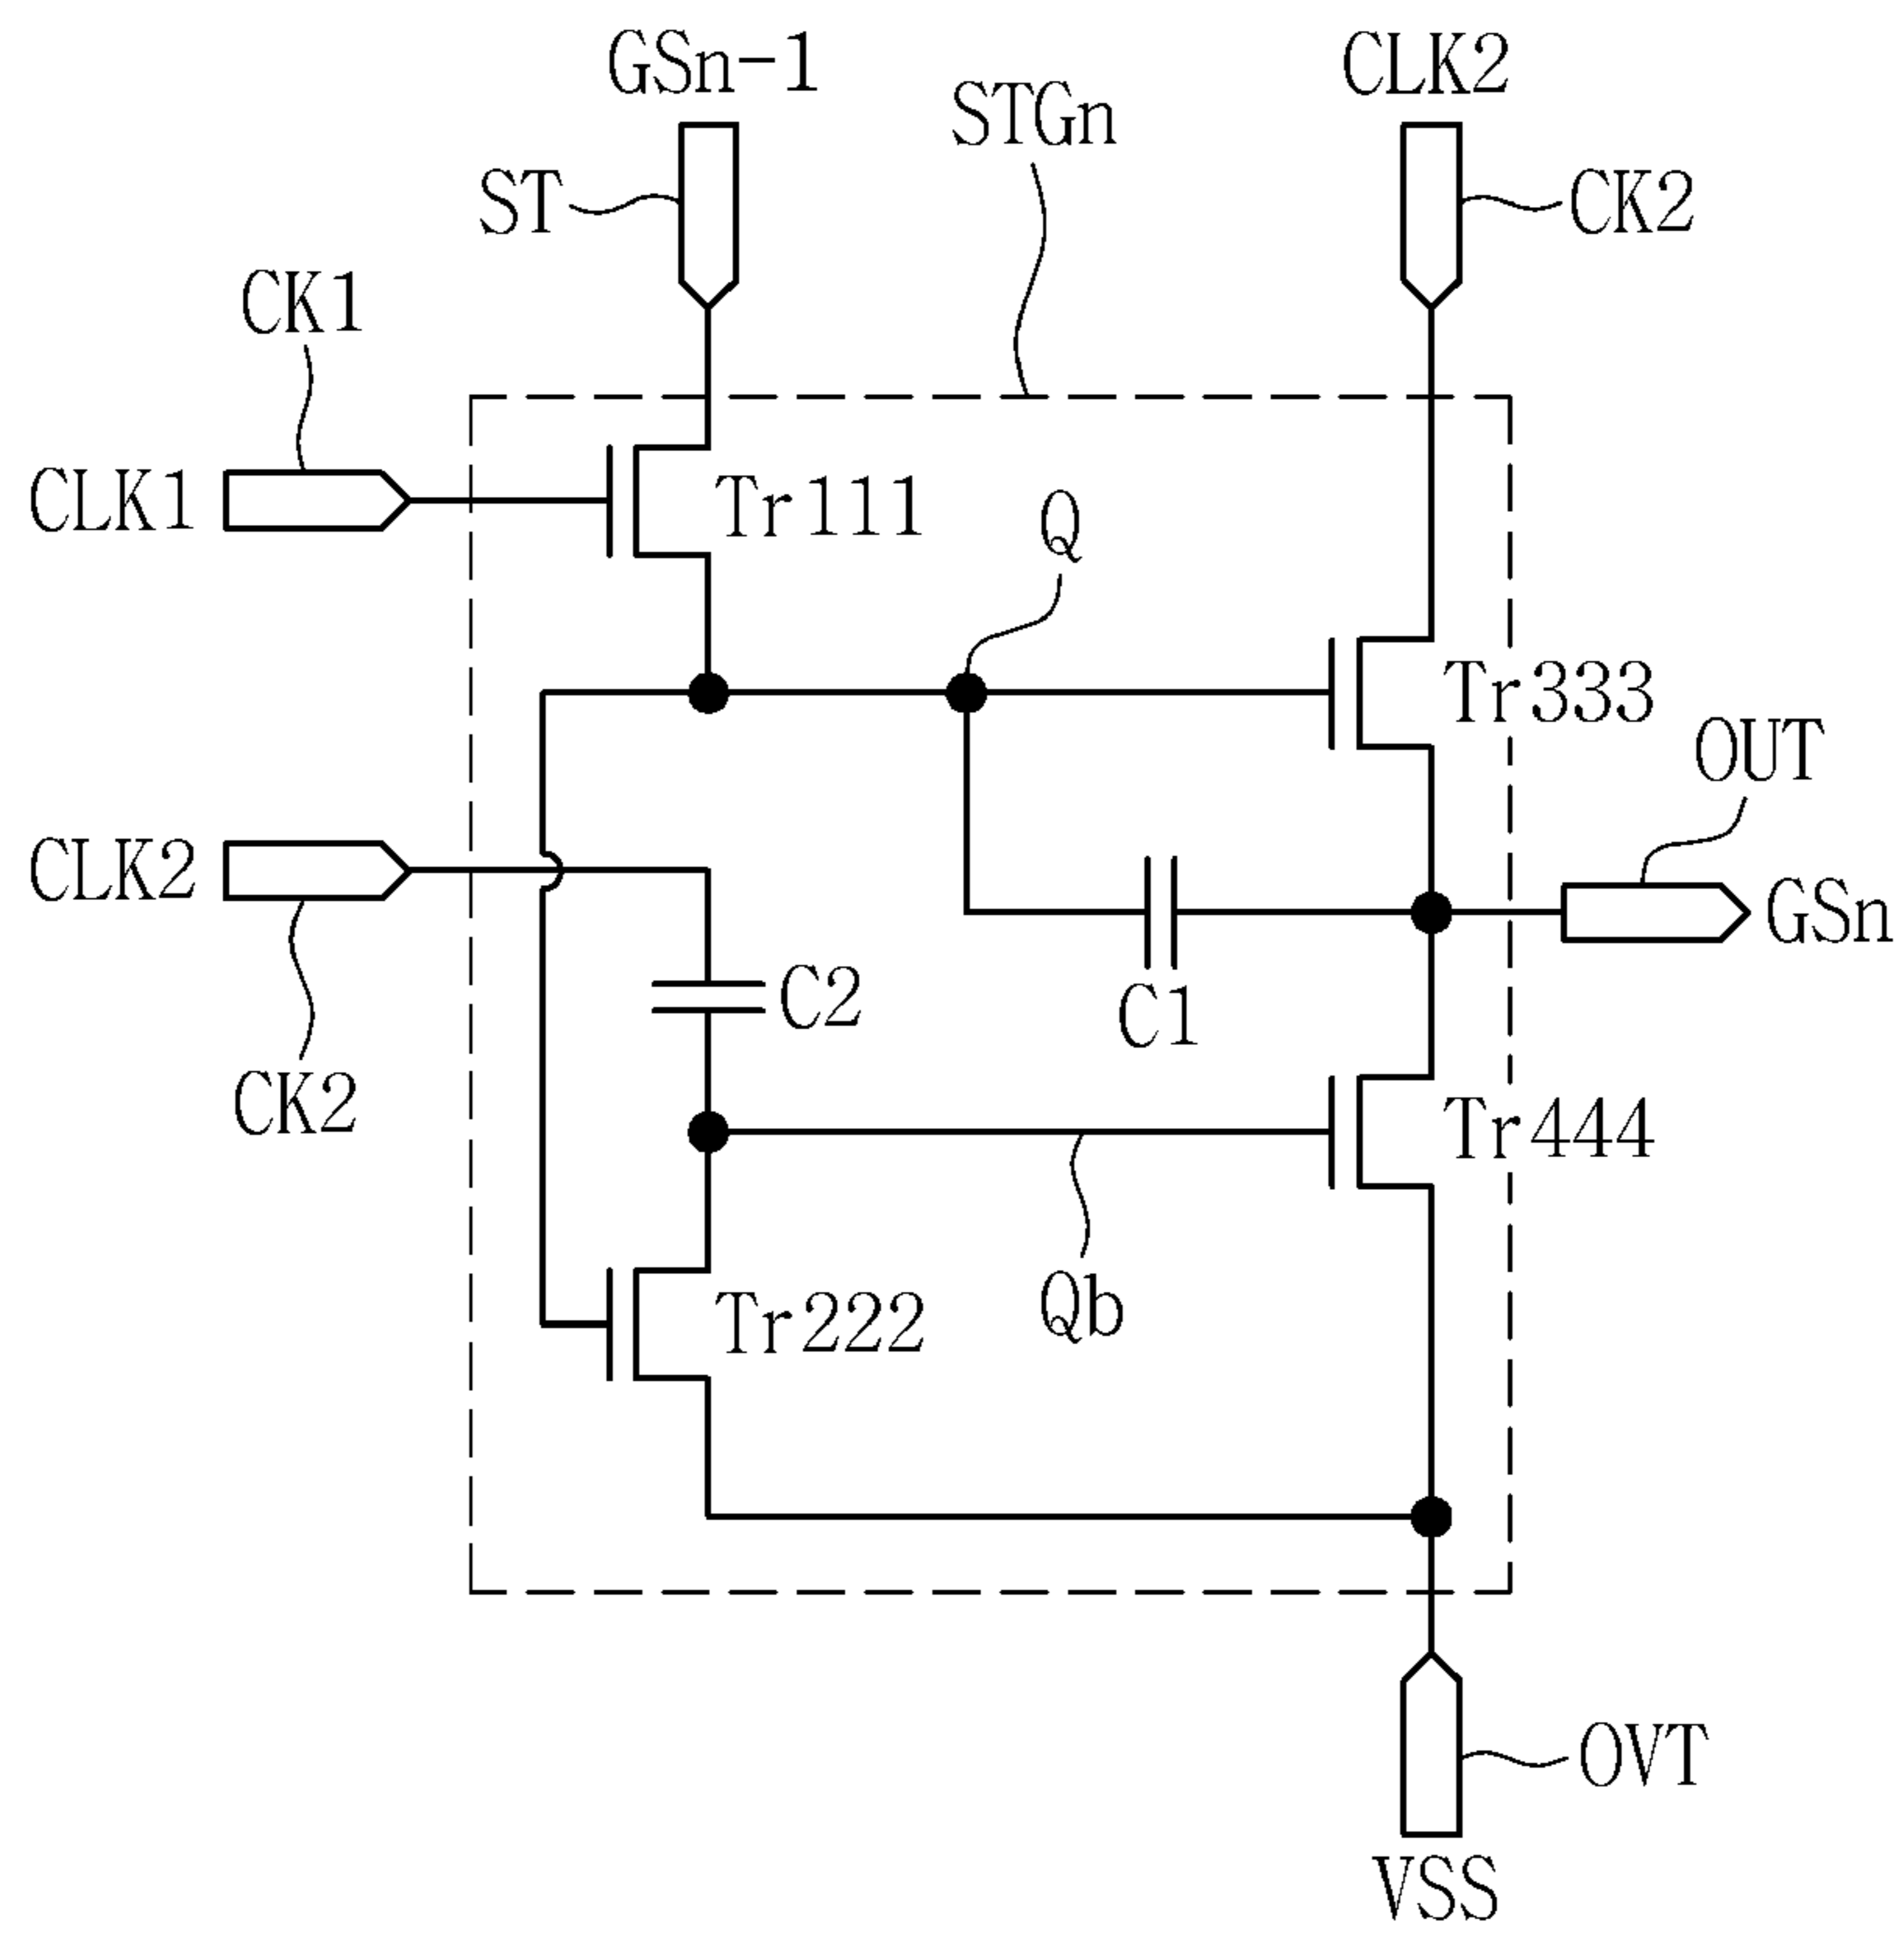 GSn-1
CLK2
STGn
ST
CK2
CK1
CLK1
Tr111
Q
Tr333
OUT
CLK2
GSn
C2
C1
CK2
Tr444
Qb
Tr222
OVT
VSS